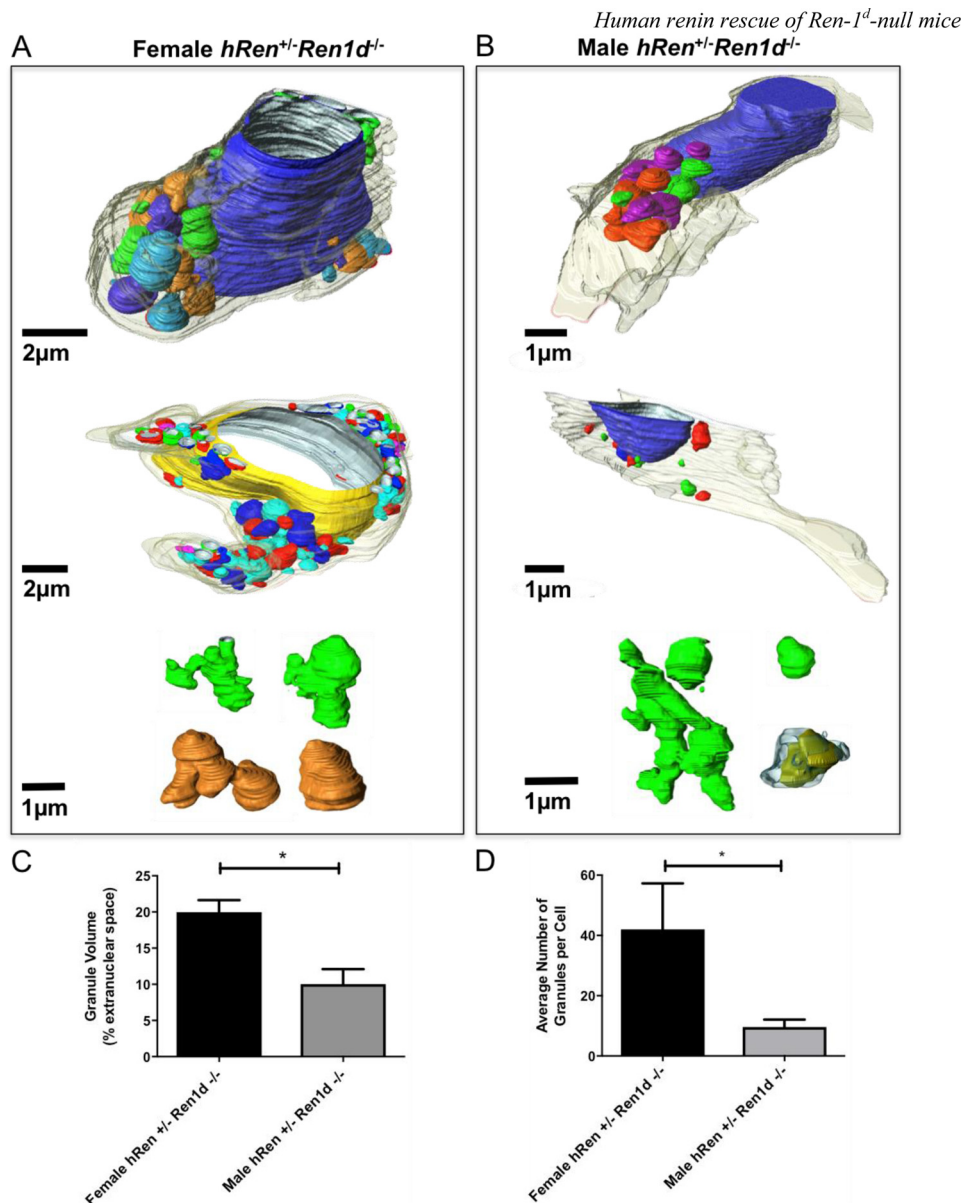 Human renin rescue of Ren-1ᵈ-null mice
A
Female hRen⁺/⁻Ren1d⁻/⁻
B
Male hRen⁺/⁻Ren1d⁻/⁻
2µm
1µm
2µm
1µm
1µm
1µm
C
*
Granule Volume
(% extranuclear space)
25
20
15
10
5
0
Female hRen +/- Ren1d -/-
Male hRen +/- Ren1d -/-
D
*
Average Number of
Granules per Cell
60
40
20
0
Female hRen +/- Ren1d -/-
Male hRen +/- Ren1d -/-